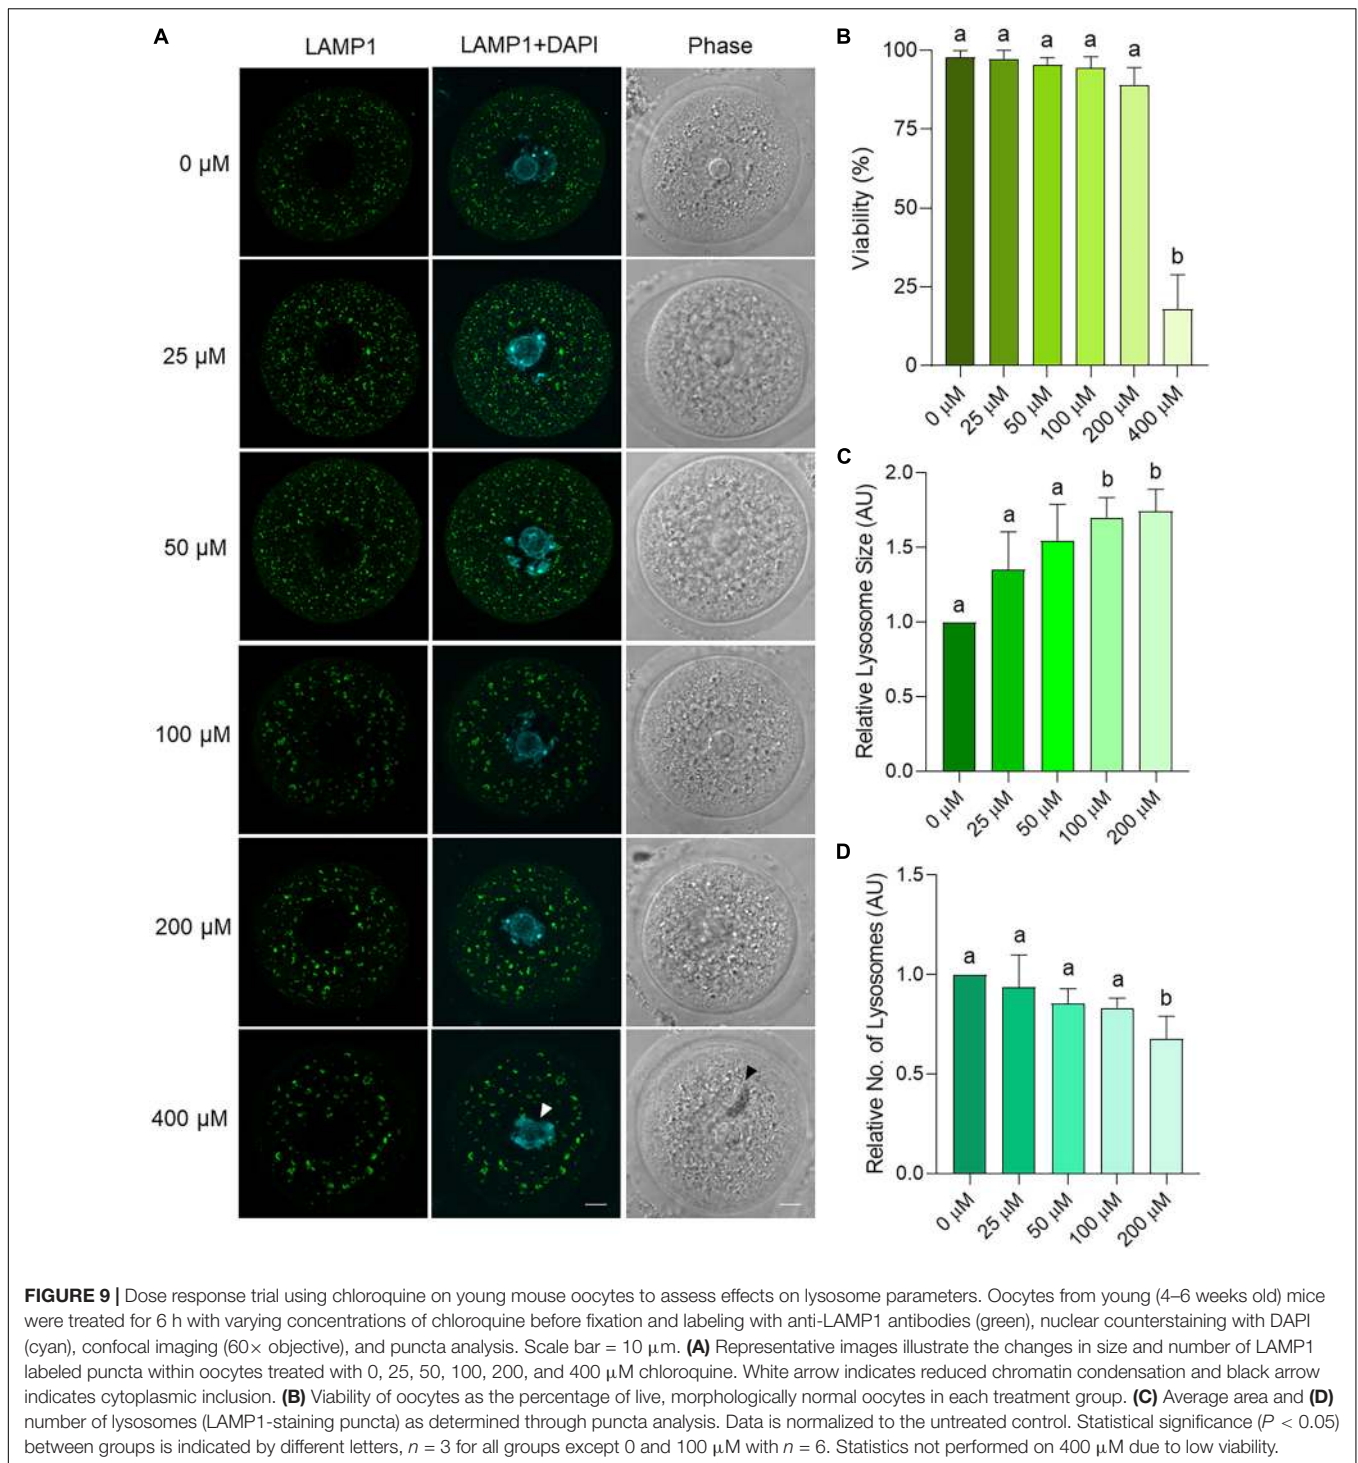 A
LAMP1 LAMP1+DAPI Phase
0 µM
25 µM
50 µM
100 µM
200 µM
400 µM
B
Viability (%)
100
75
50
25
0
a a a a a b
0 µM 25 µM 50 µM 100 µM 200 µM 400 µM
C
Relative Lysosome Size (AU)
2.0
1.5
1.0
0.5
0.0
a a a b b
0 µM 25 µM 50 µM 100 µM 200 µM
D
Relative No. of Lysosomes (AU)
1.5
1.0
0.5
0.0
a a a a b
0 µM 25 µM 50 µM 100 µM 200 µM
FIGURE 9 | Dose response trial using chloroquine on young mouse oocytes to assess effects on lysosome parameters. Oocytes from young (4–6 weeks old) mice
were treated for 6 h with varying concentrations of chloroquine before fixation and labeling with anti-LAMP1 antibodies (green), nuclear counterstaining with DAPI
(cyan), confocal imaging (60× objective), and puncta analysis. Scale bar = 10 µm. (A) Representative images illustrate the changes in size and number of LAMP1
labeled puncta within oocytes treated with 0, 25, 50, 100, 200, and 400 µM chloroquine. White arrow indicates reduced chromatin condensation and black arrow
indicates cytoplasmic inclusion. (B) Viability of oocytes as the percentage of live, morphologically normal oocytes in each treatment group. (C) Average area and (D)
number of lysosomes (LAMP1-staining puncta) as determined through puncta analysis. Data is normalized to the untreated control. Statistical significance (P < 0.05)
between groups is indicated by different letters, n = 3 for all groups except 0 and 100 µM with n = 6. Statistics not performed on 400 µM due to low viability.